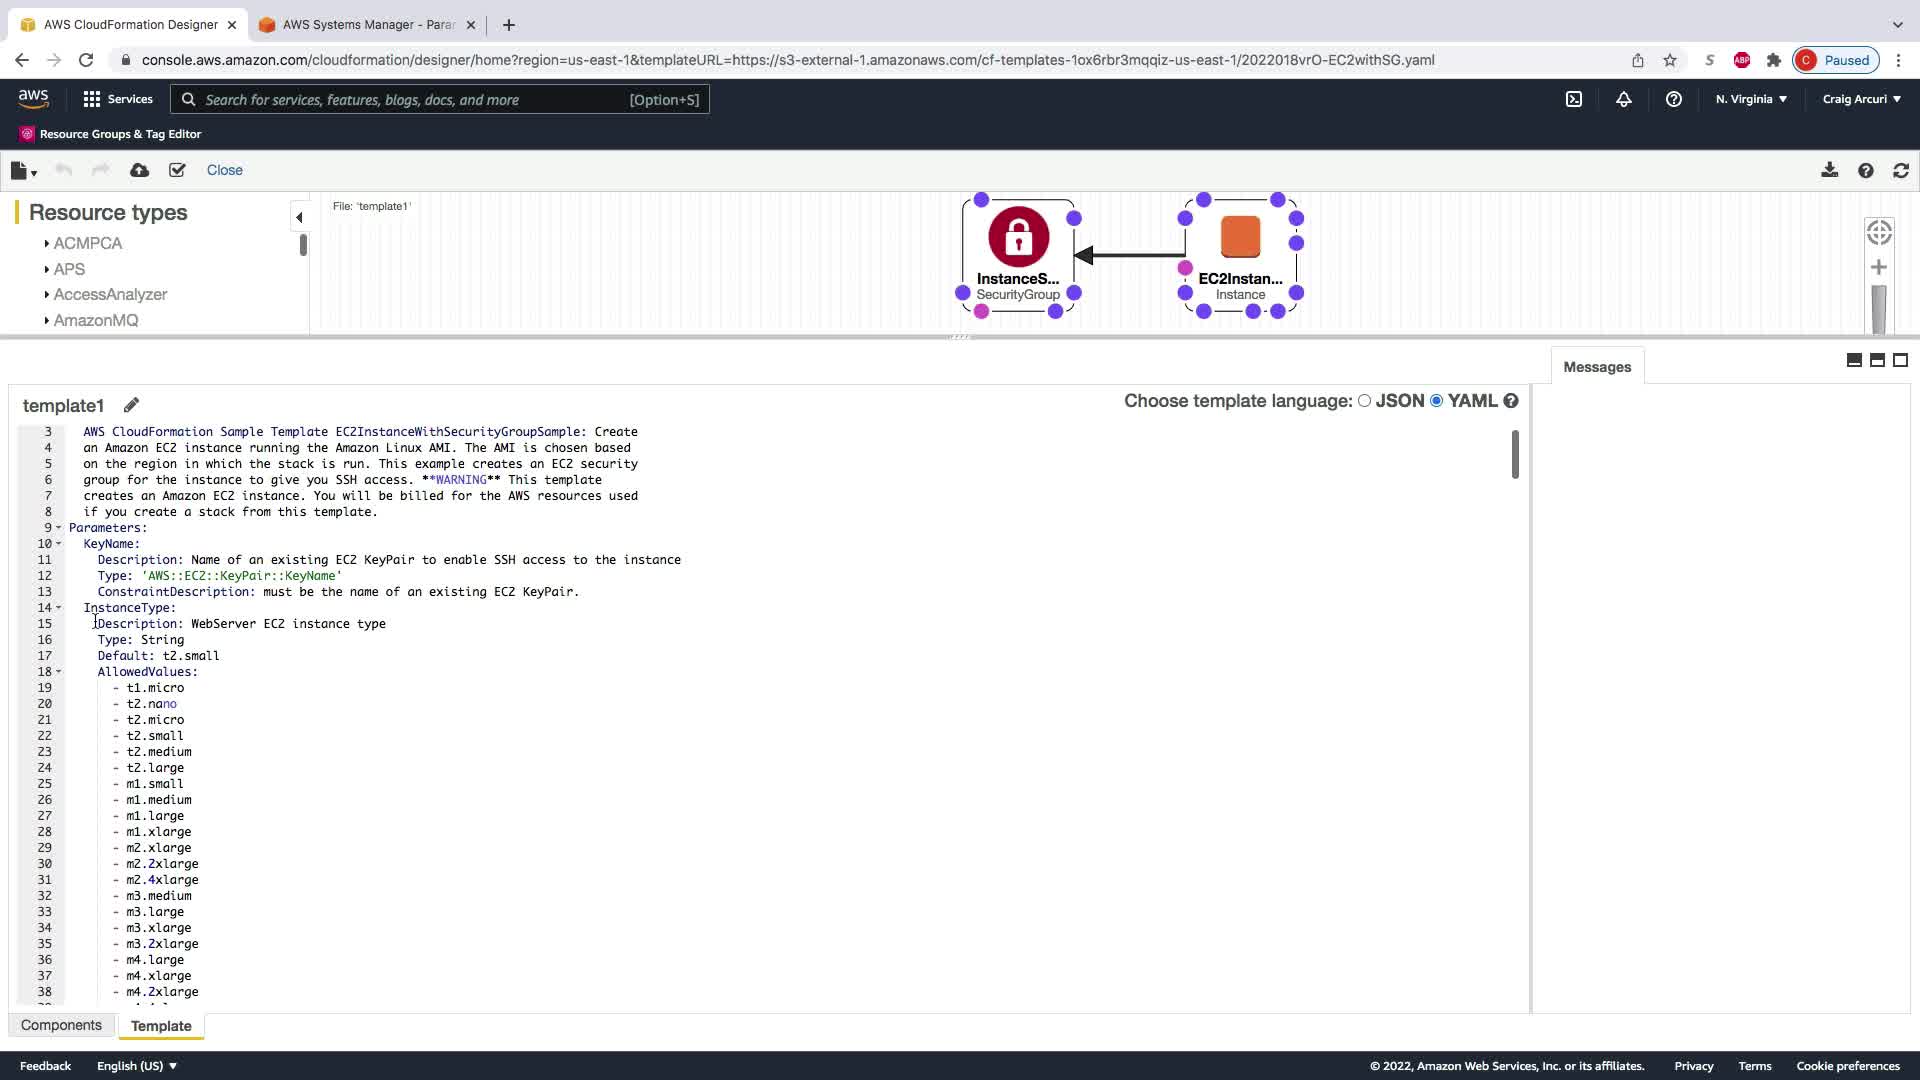 AWS CloudFormation Designer
AWS Systems Manager - Para
console.aws.amazon.com/cloudformation/designer/home?region=us-east-1&templateURL=https://s3-external-1.amazonaws.com/cf-templates-1ox6rbr3mqqiz-us-east-1/2022018vrO-EC2withSG.yaml
S
ABP
C Paused
aws
Services
Search for services, features, blogs, docs, and more [Option+S]
N. Virginia
Craig Arcuri
Resource Groups & Tag Editor
Close
Resource types
ACMPCA
APS
AccessAnalyzer
AmazonMQ
File: 'template1'
InstanceS...
SecurityGroup
EC2Instan...
Instance
Messages
template1
Choose template language: JSON YAML
3 AWS CloudFormation Sample Template EC2InstanceWithSecurityGroupSample: Create
4 an Amazon EC2 instance running the Amazon Linux AMI. The AMI is chosen based
5 on the region in which the stack is run. This example creates an EC2 security
6 group for the instance to give you SSH access. **WARNING** This template
7 creates an Amazon EC2 instance. You will be billed for the AWS resources used
8 if you create a stack from this template.
9 Parameters:
10 KeyName:
11 Description: Name of an existing EC2 KeyPair to enable SSH access to the instance
12 Type: 'AWS::EC2::KeyPair::KeyName'
13 ConstraintDescription: must be the name of an existing EC2 KeyPair.
14 InstanceType:
15 Description: WebServer EC2 instance type
16 Type: String
17 Default: t2.small
18 AllowedValues:
19 - t1.micro
20 - t2.nano
21 - t2.micro
22 - t2.small
23 - t2.medium
24 - t2.large
25 - m1.small
26 - m1.medium
27 - m1.large
28 - m1.xlarge
29 - m2.xlarge
30 - m2.2xlarge
31 - m2.4xlarge
32 - m3.medium
33 - m3.large
34 - m3.xlarge
35 - m3.2xlarge
36 - m4.large
37 - m4.xlarge
38 - m4.2xlarge
Components
Template
Feedback
English (US)
© 2022, Amazon Web Services, Inc. or its affiliates.
Privacy
Terms
Cookie preferences